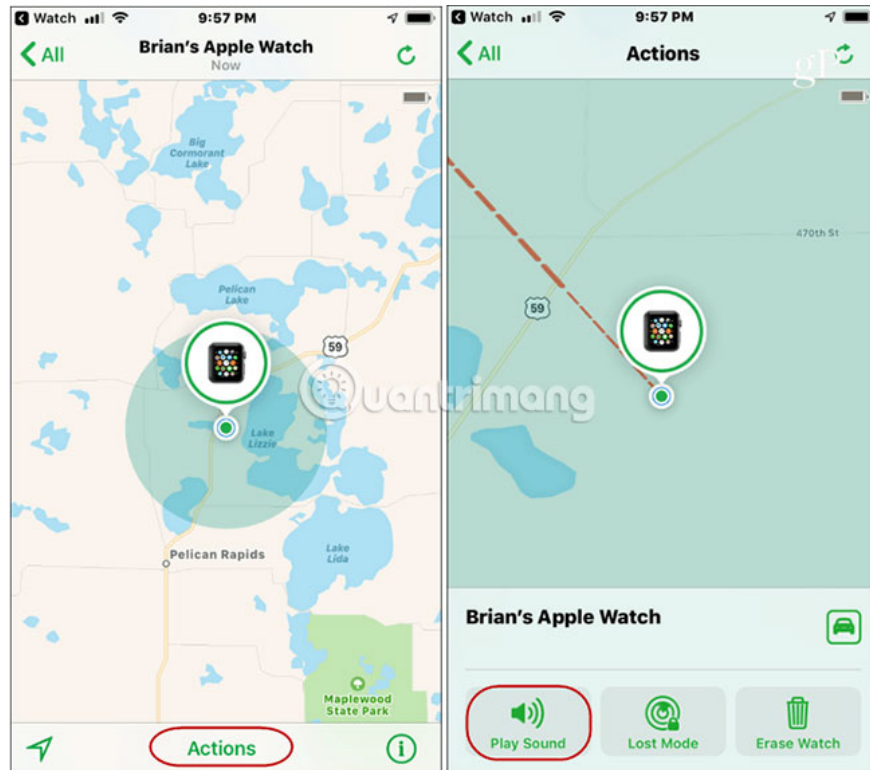 Watch
9:57 PM
All
Brian's Apple Watch
Now
Big
Cormorant
Lake
Pelican
Lake
59
Lake
Lizzie
Pelican Rapids
Lake
Lida
Maplewood
State Park
Actions
Watch
9:57 PM
All
Actions
gP
470th St
59
Quantrimang
Brian's Apple Watch
Play Sound
Lost Mode
Erase Watch